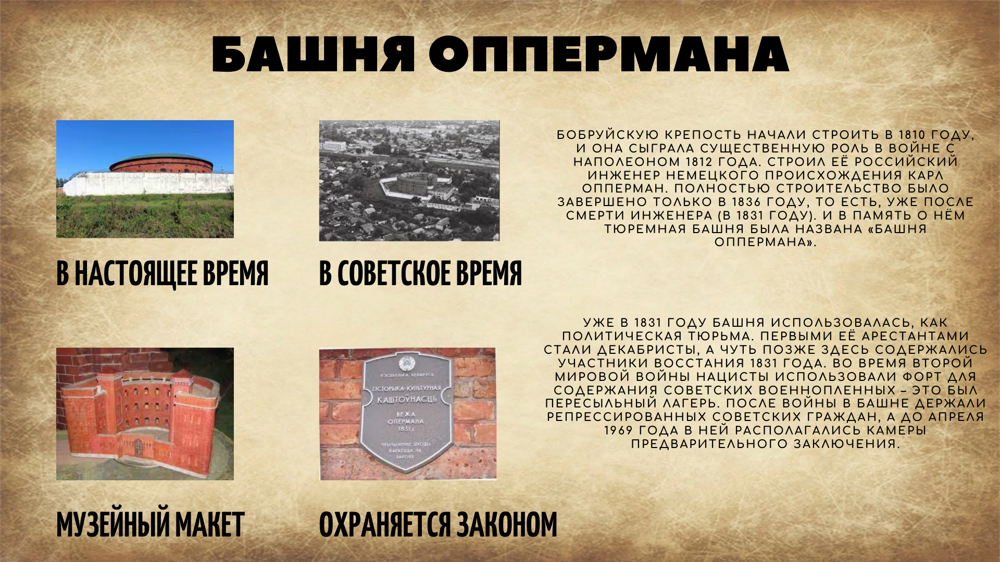 БАШНЯ ОППЕРМАНА
БОБРУЙСКУЮ КРЕПОСТЬ НАЧАЛИ СТРОИТЬ В 1810 ГОДУ,
И ОНА СЫГРАЛА СУЩЕСТВЕННУЮ РОЛЬ В ВОЙНЕ С
НАПОЛЕОНОМ 1812 ГОДА. СТРОИЛ ЕЁ РОССИЙСКИЙ
ИНЖЕНЕР НЕМЕЦКОГО ПРОИСХОЖДЕНИЯ КАРЛ
ОППЕРМАН. ПОЛНОСТЬЮ СТРОИТЕЛЬСТВО БЫЛО
ЗАВЕРШЕНО ТОЛЬКО В 1836 ГОДУ, ТО ЕСТЬ, УЖЕ ПОСЛЕ
СМЕРТИ ИНЖЕНЕРА (В 1831 ГОДУ). И В ПАМЯТЬ О НЁМ
ТЮРЕМНАЯ БАШНЯ БЫЛА НАЗВАНА «БАШНЯ
ОППЕРМАНА».
В НАСТОЯЩЕЕ ВРЕМЯ
В СОВЕТСКОЕ ВРЕМЯ
УЖЕ В 1831 ГОДУ БАШНЯ ИСПОЛЬЗОВАЛАСЬ, КАК
ПОЛИТИЧЕСКАЯ ТЮРЬМА. ПЕРВЫМИ ЕЁ АРЕСТАНТАМИ
СТАЛИ ДЕКАБРИСТЫ, А ЧУТЬ ПОЗЖЕ ЗДЕСЬ СОДЕРЖАЛИСЬ
УЧАСТНИКИ ВОССТАНИЯ 1831 ГОДА. ВО ВРЕМЯ ВТОРОЙ
МИРОВОЙ ВОЙНЫ НАЦИСТЫ ИСПОЛЬЗОВАЛИ ФОРТ ДЛЯ
СОДЕРЖАНИЯ СОВЕТСКИХ ВОЕННОПЛЕННЫХ – ЭТО БЫЛ
ПЕРЕСЫЛЬНЫЙ ЛАГЕРЬ. ПОСЛЕ ВОЙНЫ В БАШНЕ ДЕРЖАЛИ
РЕПРЕССИРОВАННЫХ СОВЕТСКИХ ГРАЖДАН, А ДО АПРЕЛЯ
1969 ГОДА В НЕЙ РАСПОЛАГАЛИСЬ КАМЕРЫ
ПРЕДВАРИТЕЛЬНОГО ЗАКЛЮЧЕНИЯ.
РЭСПУБЛІКА БЕЛАРУСЬ
ГІСТОРЫКА-КУЛЬТУРНАЯ
КАШТОЎНАСЦЬ
ВЕЖА
ОПЕРМАНА
1831 г.
ПРЫЧЫНЕННЕ ШКОДЫ
КАРАЕЦЦА ПА
ЗАКОНУ
МУЗЕЙНЫЙ МАКЕТ
ОХРАНЯЕТСЯ ЗАКОНОМ